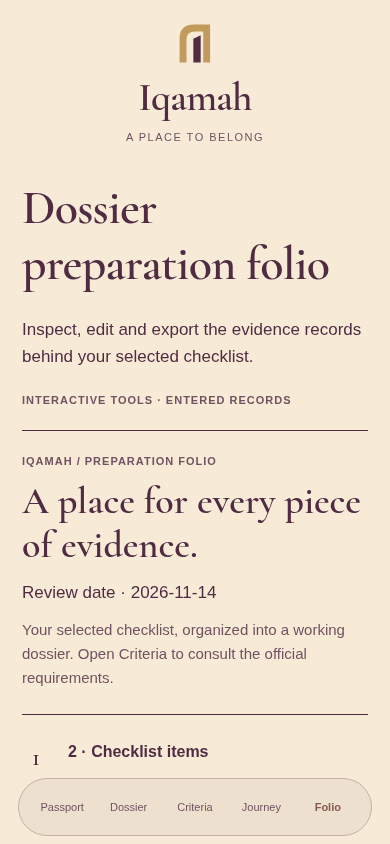 Iqamah
A PLACE TO BELONG
Dossier
preparation folio
Inspect, edit and export the evidence records
behind your selected checklist.
INTERACTIVE TOOLS · ENTERED RECORDS
IQAMAH / PREPARATION FOLIO
A place for every piece
of evidence.
Review date · 2026-11-14
Your selected checklist, organized into a working
dossier. Open Criteria to consult the official
requirements.
1 2 · Checklist items
Passport Dossier Criteria Journey Folio